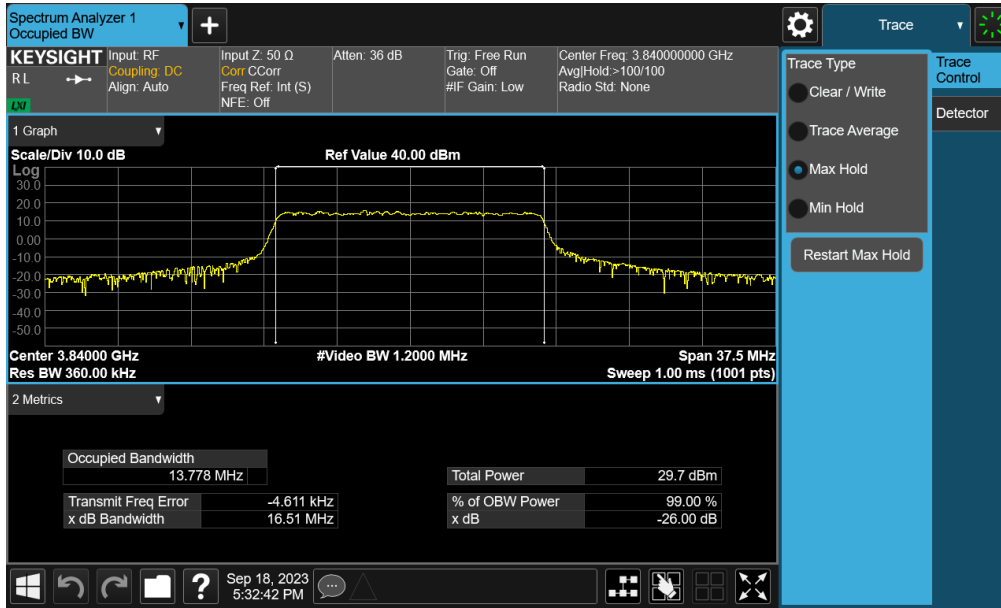 Spectrum Analyzer 1
Occupied BW
+
Trace
KEYSIGHT
RL
LXI
Input: RF
Coupling: DC
Align: Auto
Input Z: 50 Ω
Corr CCorr
Freq Ref: Int (S)
NFE: Off
Atten: 36 dB
Trig: Free Run
Gate: Off
#IF Gain: Low
Center Freq: 3.840000000 GHz
Avg|Hold:>100/100
Radio Std: None
1 Graph
Scale/Div 10.0 dB
Ref Value 40.00 dBm
Log
30.0
20.0
10.0
0.00
-10.0
-20.0
-30.0
-40.0
-50.0
Center 3.84000 GHz
#Video BW 1.2000 MHz
Span 37.5 MHz
Res BW 360.00 kHz
Sweep 1.00 ms (1001 pts)
2 Metrics
Occupied Bandwidth
13.778 MHz
Total Power 29.7 dBm
Transmit Freq Error -4.611 kHz
% of OBW Power 99.00 %
x dB Bandwidth 16.51 MHz
x dB -26.00 dB
Trace Type
Clear / Write
Trace Average
Max Hold
Min Hold
Restart Max Hold
Trace
Control
Detector
?
Sep 18, 2023
5:32:42 PM